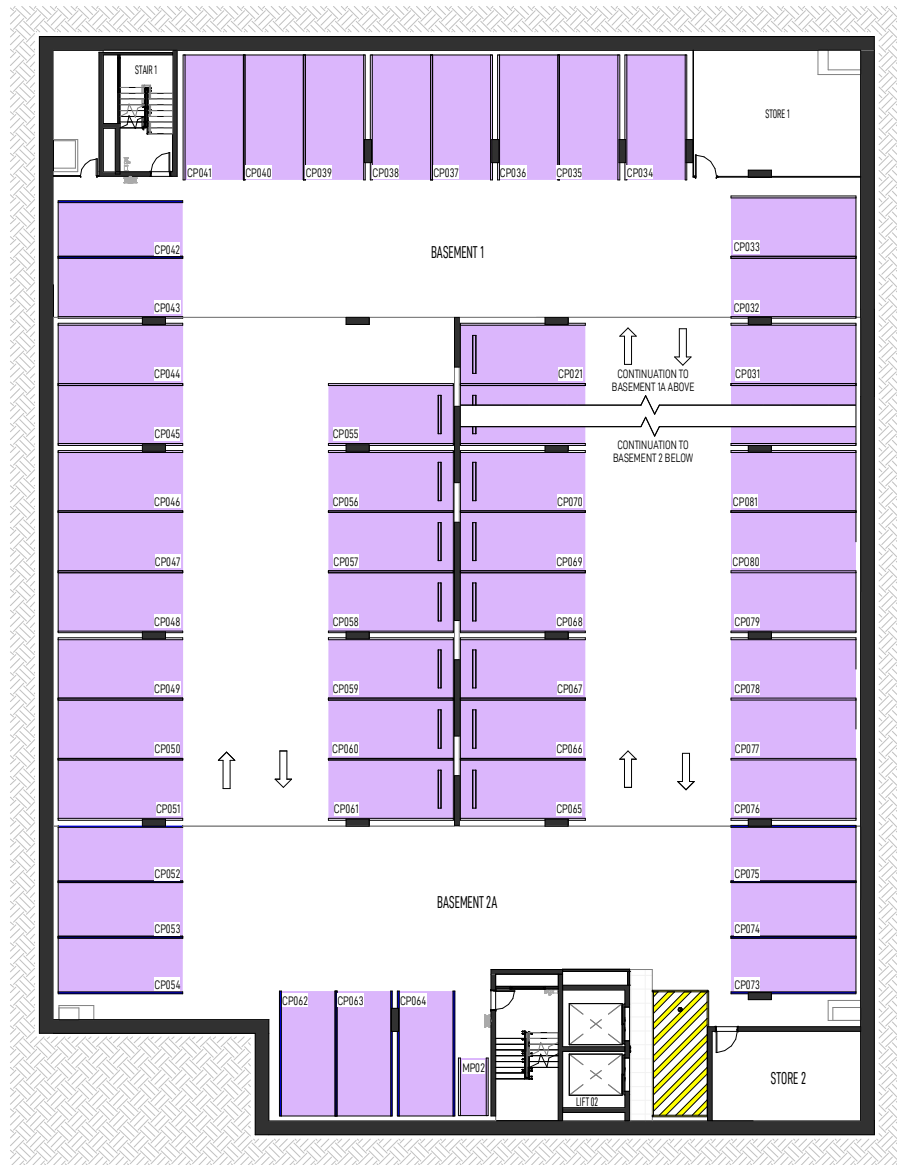 STAIR 1
STORE 1
CP041
CP040
CP039
CP038
CP037
CP036
CP035
CP034
CP042
BASEMENT 1
CP033
CP043
CP032
CP044
CP021
CONTINUATION TO
BASEMENT 1A ABOVE
CP031
CP045
CP055
CONTINUATION TO
BASEMENT 2 BELOW
CP046
CP056
CP070
CP081
CP047
CP057
CP069
CP080
CP048
CP058
CP068
CP079
CP049
CP059
CP067
CP078
CP050
CP060
CP066
CP077
CP051
CP061
CP065
CP076
CP052
CP075
BASEMENT 2A
CP053
CP074
CP054
CP073
CP062
CP063
CP064
MP02
LIFT 02
STORE 2